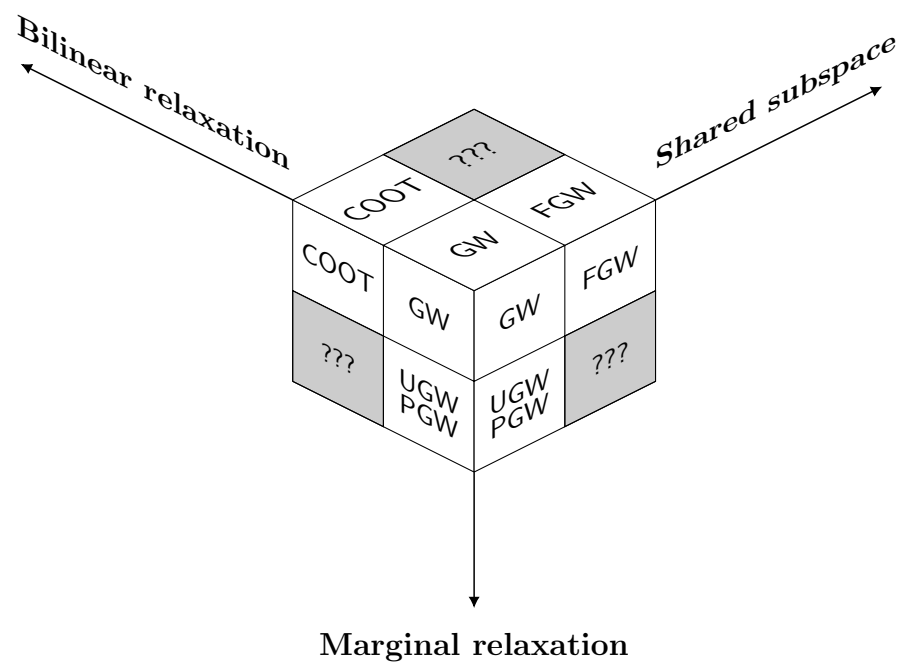 Bilinear relaxation
Shared subspace
???
COOT
FGW
GW
COOT
GW
GW
FGW
???
UGW
PGW
UGW
PGW
???
Marginal relaxation